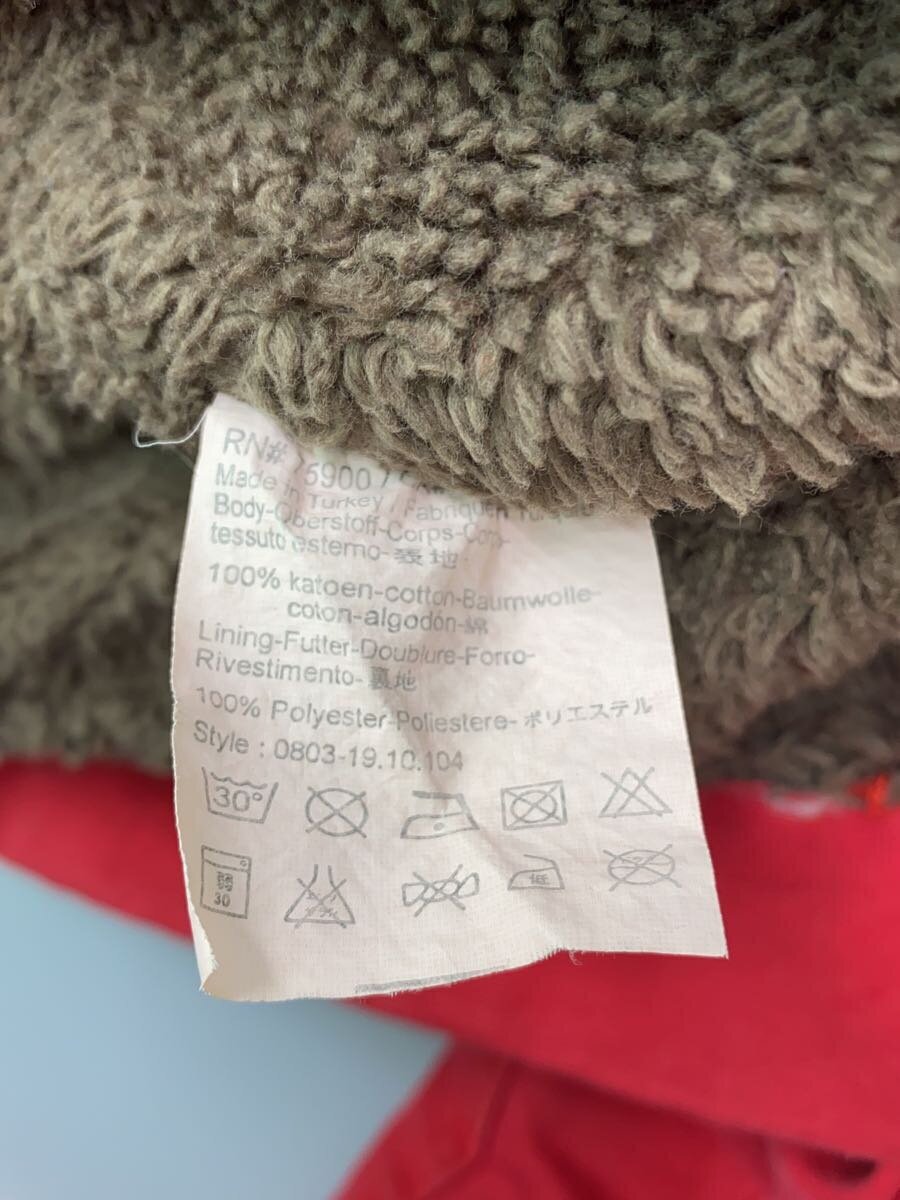 RN# 75900 /
Made in Turkey / Fabriqué en
Body-Oberstoff-Corps-Corp-
tessuto esterno-表地
100% katoen-cotton-Baumwolle-
coton-algodón-綿
Lining-Futter-Doublure-Forro-
Rivestimento-裏地
100% Polyester-Poliestere-ポリエステル
Style : 0803-19.10.104
30°
弱
30
低